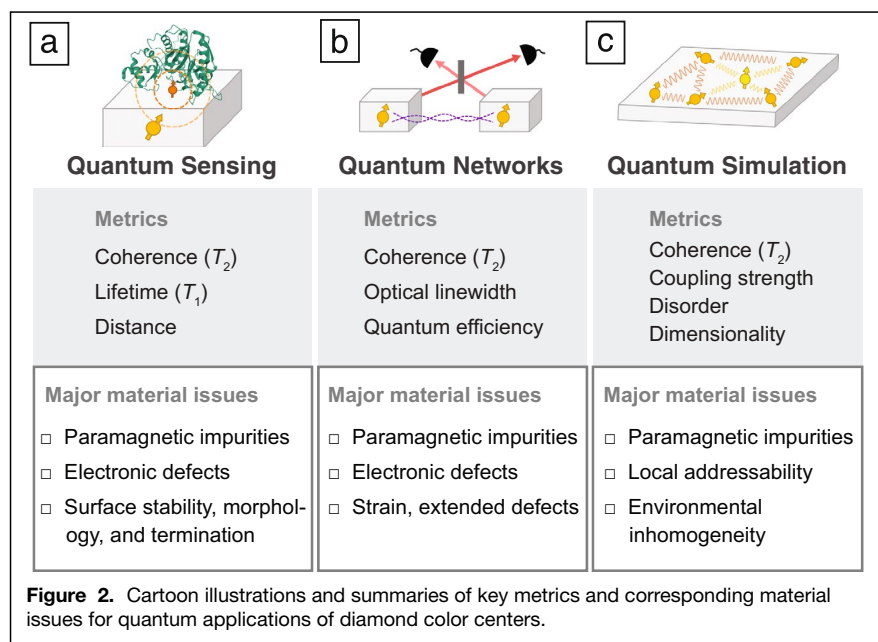 a
b
c
Quantum Sensing
Quantum Networks
Quantum Simulation
Metrics
Coherence (T₂)
Lifetime (T₁)
Distance
Metrics
Coherence (T₂)
Optical linewidth
Quantum efficiency
Metrics
Coherence (T₂)
Coupling strength
Disorder
Dimensionality
Major material issues
□ Paramagnetic impurities
□ Electronic defects
□ Surface stability, morphol-
ogy, and termination
Major material issues
□ Paramagnetic impurities
□ Electronic defects
□ Strain, extended defects
Major material issues
□ Paramagnetic impurities
□ Local addressability
□ Environmental
inhomogeneity
Figure 2. Cartoon illustrations and summaries of key metrics and corresponding material
issues for quantum applications of diamond color centers.